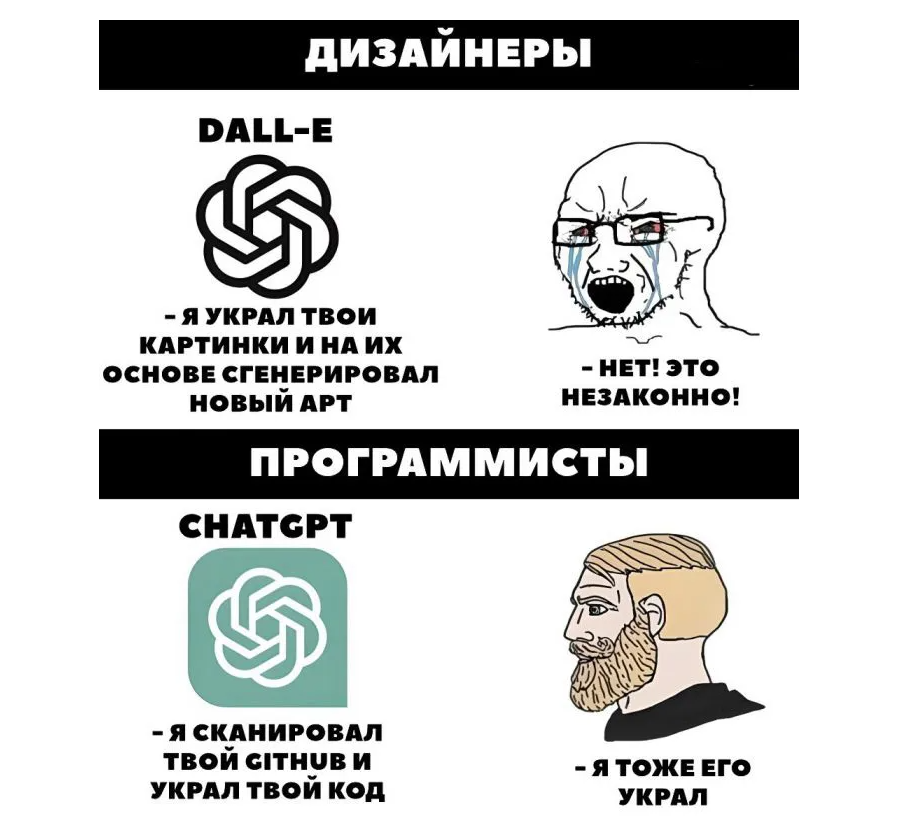 ДИЗАЙНЕРЫ
DALL-E
- Я УКРАЛ ТВОИ
КАРТИНКИ И НА ИХ
ОСНОВЕ СГЕНЕРИРОВАЛ
НОВЫЙ АРТ
- НЕТ! ЭТО
НЕЗАКОННО!
ПРОГРАММИСТЫ
CHATGPT
- Я СКАНИРОВАЛ
ТВОЙ GITHUB И
УКРАЛ ТВОЙ КОД
- Я ТОЖЕ ЕГО
УКРАЛ